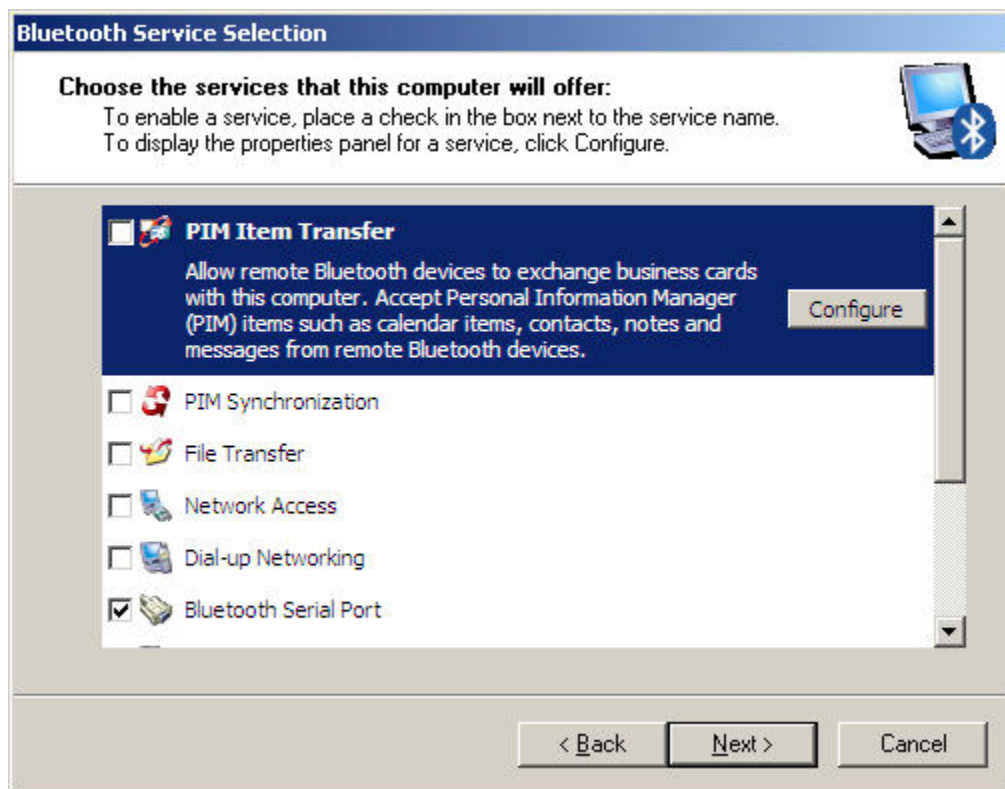 Bluetooth Service Selection
Choose the services that this computer will offer:
To enable a service, place a check in the box next to the service name.
To display the properties panel for a service, click Configure.
PIM Item Transfer
Allow remote Bluetooth devices to exchange business cards
with this computer. Accept Personal Information Manager
(PIM) items such as calendar items, contacts, notes and
messages from remote Bluetooth devices.
Configure
PIM Synchronization
File Transfer
Network Access
Dial-up Networking
Bluetooth Serial Port
< Back
Next >
Cancel